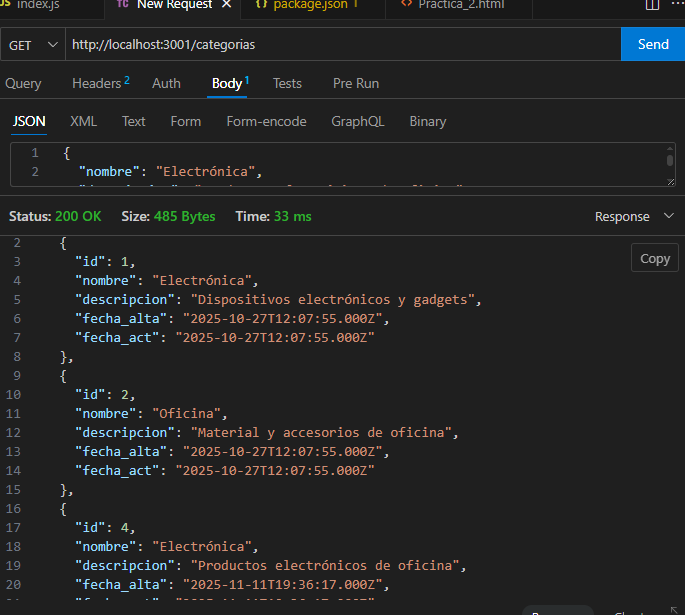 JS index.js TC New Request × {} package.json 1 <> Practica_2.html
GET http://localhost:3001/categorias Send
Query Headers 2 Auth Body 1 Tests Pre Run
JSON XML Text Form Form-encode GraphQL Binary
1 {
2 "nombre": "Electrónica",
Status: 200 OK Size: 485 Bytes Time: 33 ms Response
Copy
2 {
3 "id": 1,
4 "nombre": "Electrónica",
5 "descripcion": "Dispositivos electrónicos y gadgets",
6 "fecha_alta": "2025-10-27T12:07:55.000Z",
7 "fecha_act": "2025-10-27T12:07:55.000Z"
8 },
9 {
10 "id": 2,
11 "nombre": "Oficina",
12 "descripcion": "Material y accesorios de oficina",
13 "fecha_alta": "2025-10-27T12:07:55.000Z",
14 "fecha_act": "2025-10-27T12:07:55.000Z"
15 },
16 {
17 "id": 4,
18 "nombre": "Electrónica",
19 "descripcion": "Productos electrónicos de oficina",
20 "fecha_alta": "2025-11-11T19:36:17.000Z",